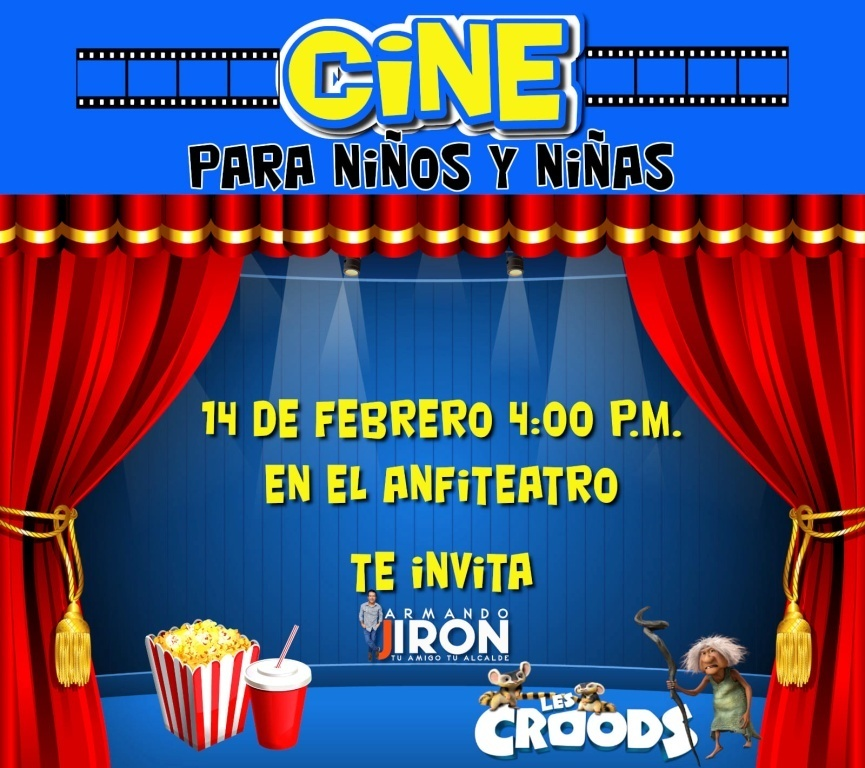 CiNE
PARA NiÑOS Y NiÑAS
14 DE FEBRERO 4:00 P.M.
EN EL ANFiTEATRO
TE iNViTA
ARMANDO
JIRON
TU AMIGO TU ALCALDE
LES
CROODS